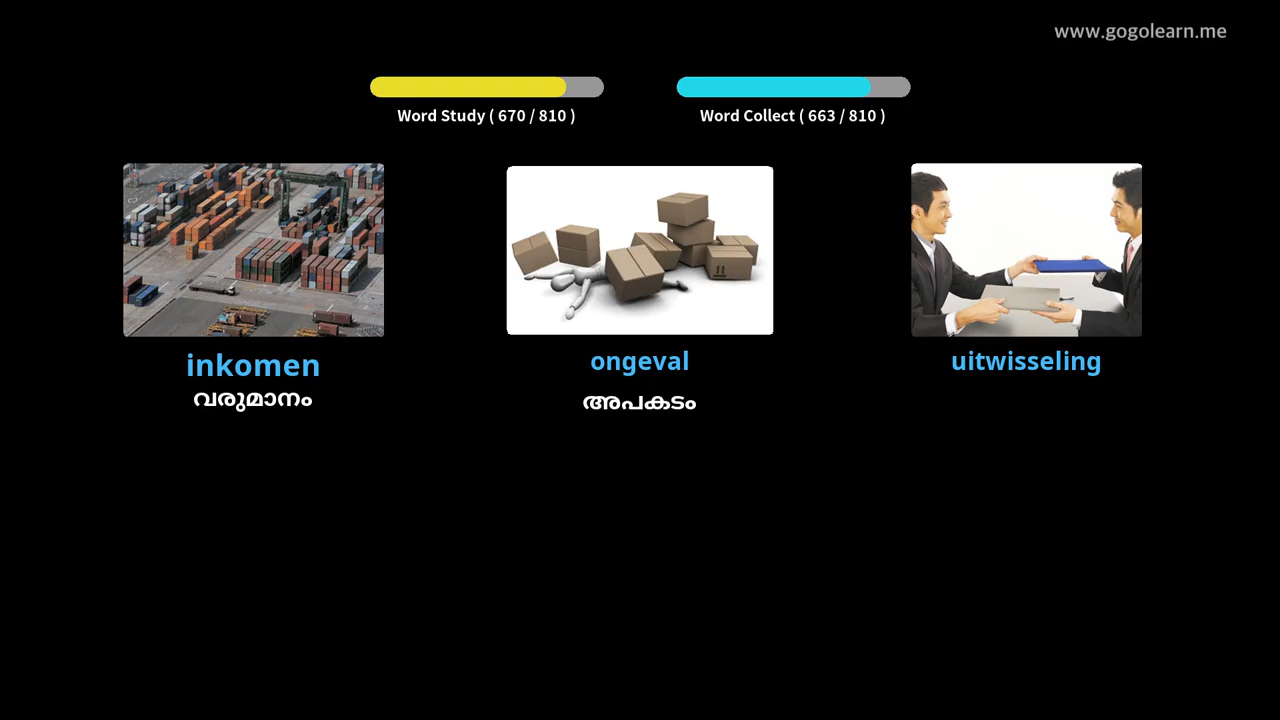 www.gogolearn.me
Word Study ( 670 / 810 )
Word Collect ( 663 / 810 )
inkomen
വരുമാനം
ongeval
അപകടം
uitwisseling